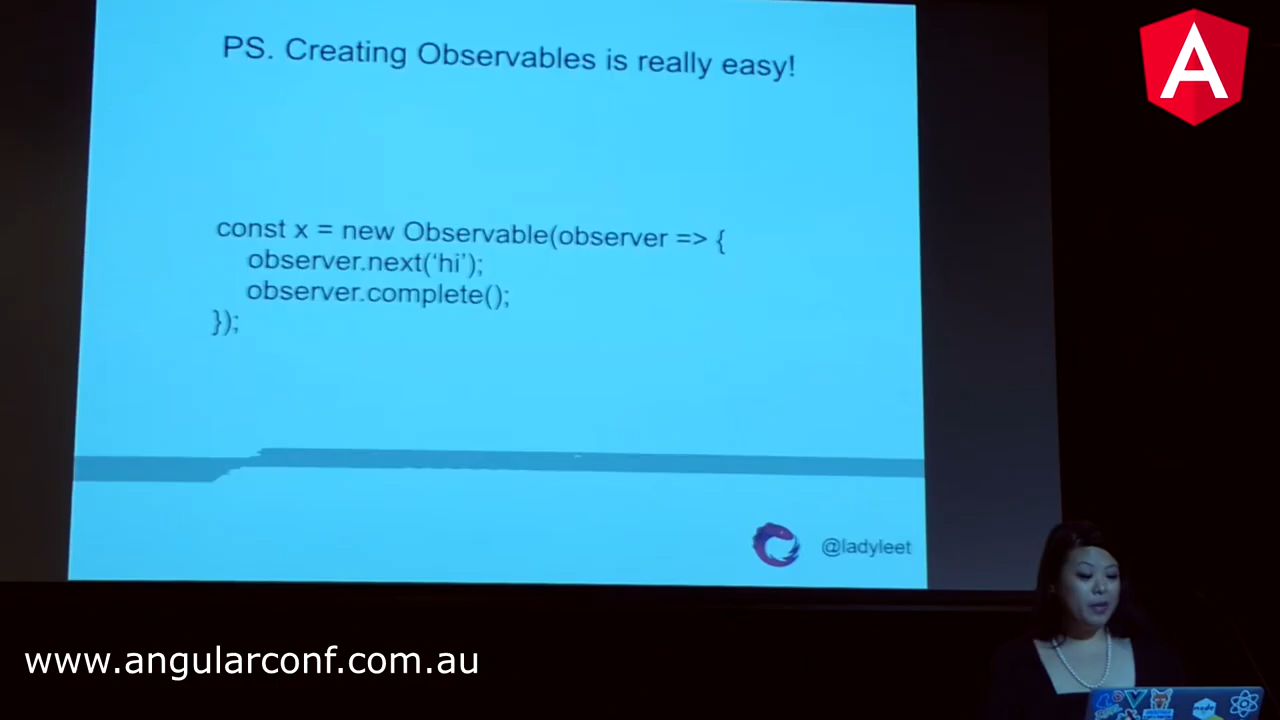 PS. Creating Observables is really easy!
const x = new Observable(observer => {
observer.next(‘hi’);
observer.complete();
});
@ladyleet
www.angularconf.com.au
A